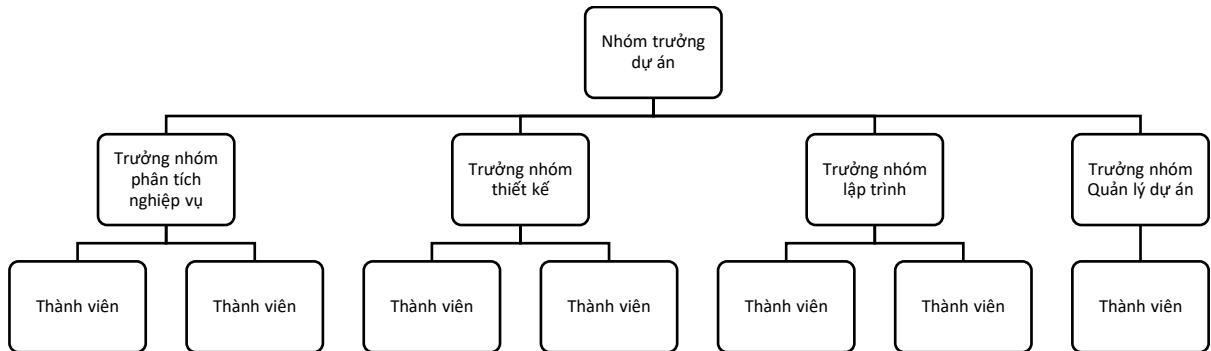 Nhóm trưởng
dự án
Trưởng nhóm
phân tích
nghiệp vụ
Trưởng nhóm
thiết kế
Trưởng nhóm
lập trình
Trưởng nhóm
Quản lý dự án
Thành viên
Thành viên
Thành viên
Thành viên
Thành viên
Thành viên
Thành viên